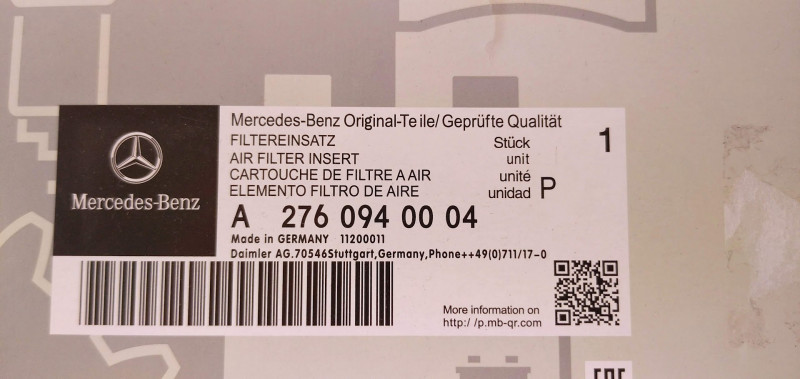 Mercedes-Benz
Mercedes-Benz Original-Te ile/ Geprüfte Qualität
FILTEREINSATZ Stück 1
AIR FILTER INSERT unit
CARTOUCHE DE FILTRE A AIR unité
ELEMENTO FILTRO DE AIRE unidad P
A 276 094 00 04
Made in GERMANY 11200011
Daimler AG.70546Stuttgart,Germany,Phone++49(0)711/17-0
More information on
http:/ /p.mb-qr.com